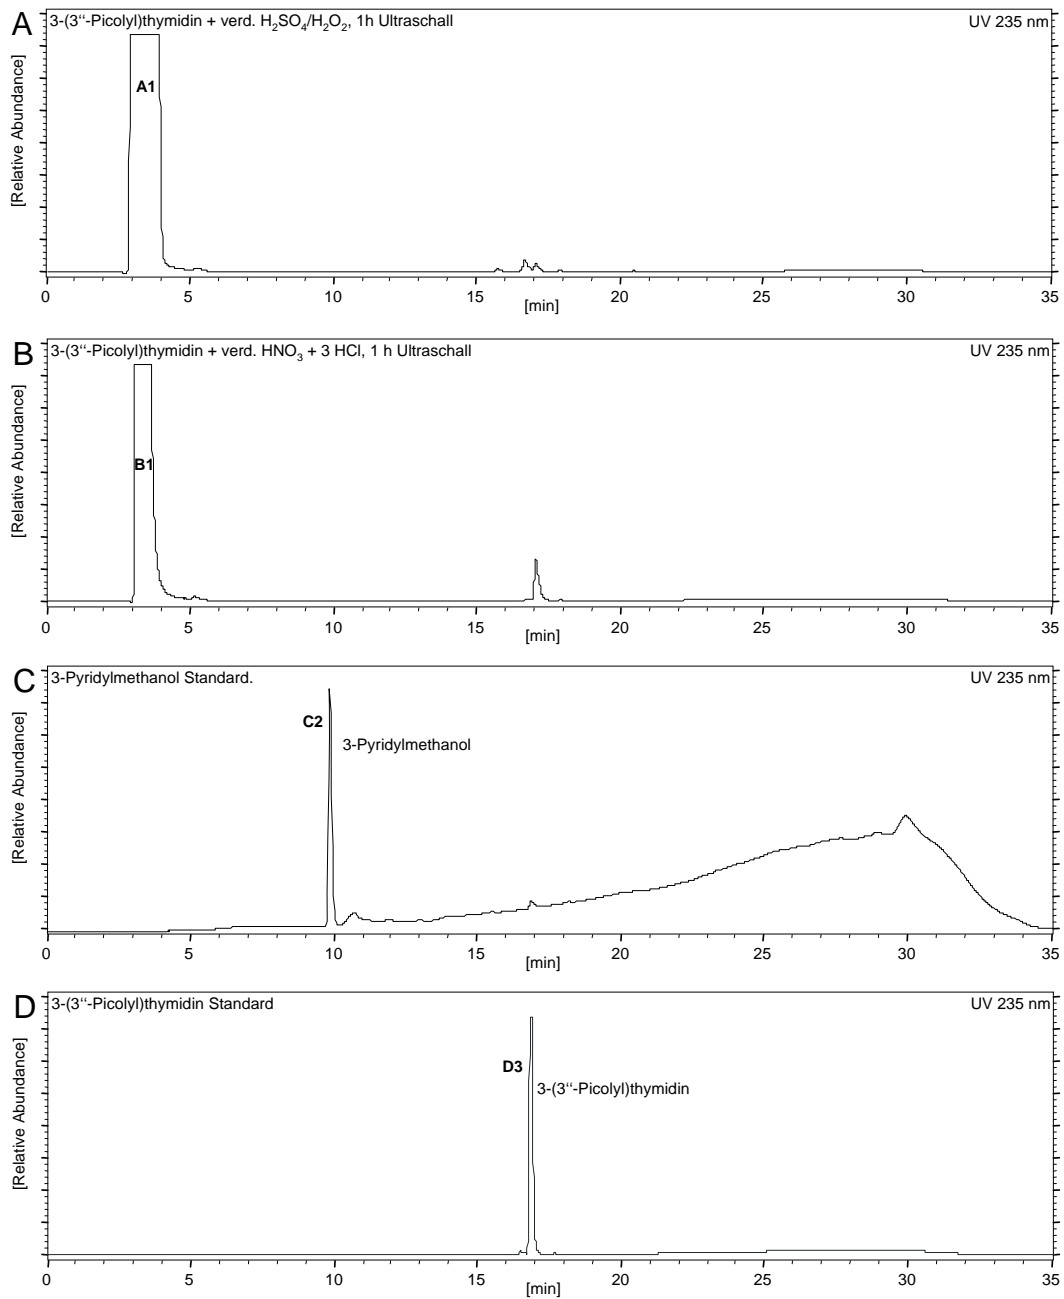 A
3-(3“-Picolyl)thymidin + verd. H₂SO₄/H₂O₂, 1h Ultraschall
UV 235 nm
[Relative Abundance]
A1
0 5 10 15 20 25 30 35
[min]
B
3-(3“-Picolyl)thymidin + verd. HNO₃ + 3 HCl, 1 h Ultraschall
UV 235 nm
[Relative Abundance]
B1
0 5 10 15 20 25 30 35
[min]
C
3-Pyridylmethanol Standard.
UV 235 nm
[Relative Abundance]
C2
3-Pyridylmethanol
0 5 10 15 20 25 30 35
[min]
D
3-(3“-Picolyl)thymidin Standard
UV 235 nm
[Relative Abundance]
D3
3-(3“-Picolyl)thymidin
0 5 10 15 20 25 30 35
[min]